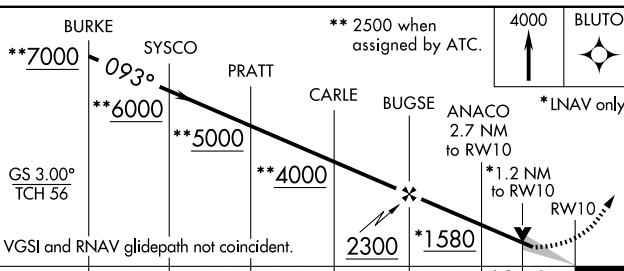 BURKE
**7000
093°
SYSCO
**6000
PRATT
**5000
CARLE
**4000
BUGSE
2300
ANACO
2.7 NM
to RW10
*1580
*1.2 NM
to RW10
RW10
** 2500 when
assigned by ATC.
4000
BLUTO
*LNAV only
GS 3.00°
TCH 56
VGSI and RNAV glidepath not coincident.